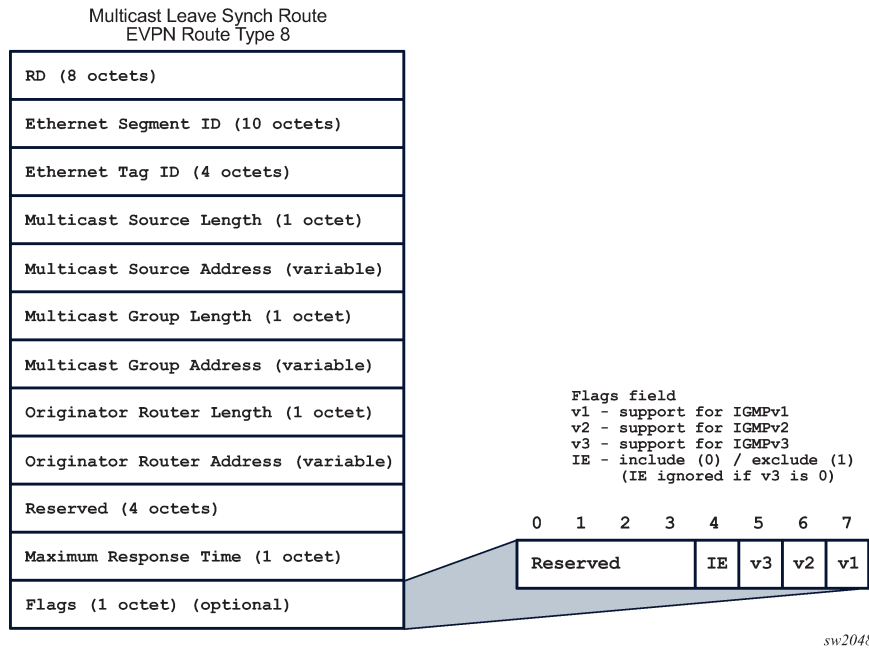 Multicast Leave Synch Route
EVPN Route Type 8
RD (8 octets)
Ethernet Segment ID (10 octets)
Ethernet Tag ID (4 octets)
Multicast Source Length (1 octet)
Multicast Source Address (variable)
Multicast Group Length (1 octet)
Multicast Group Address (variable)
Originator Router Length (1 octet)
Originator Router Address (variable)
Reserved (4 octets)
Maximum Response Time (1 octet)
Flags (1 octet) (optional)
Flags field
v1 - support for IGMPv1
v2 - support for IGMPv2
v3 - support for IGMPv3
IE - include (0) / exclude (1)
(IE ignored if v3 is 0)
0 1 2 3 4 5 6 7
Reserved IE v3 v2 v1
sw2048